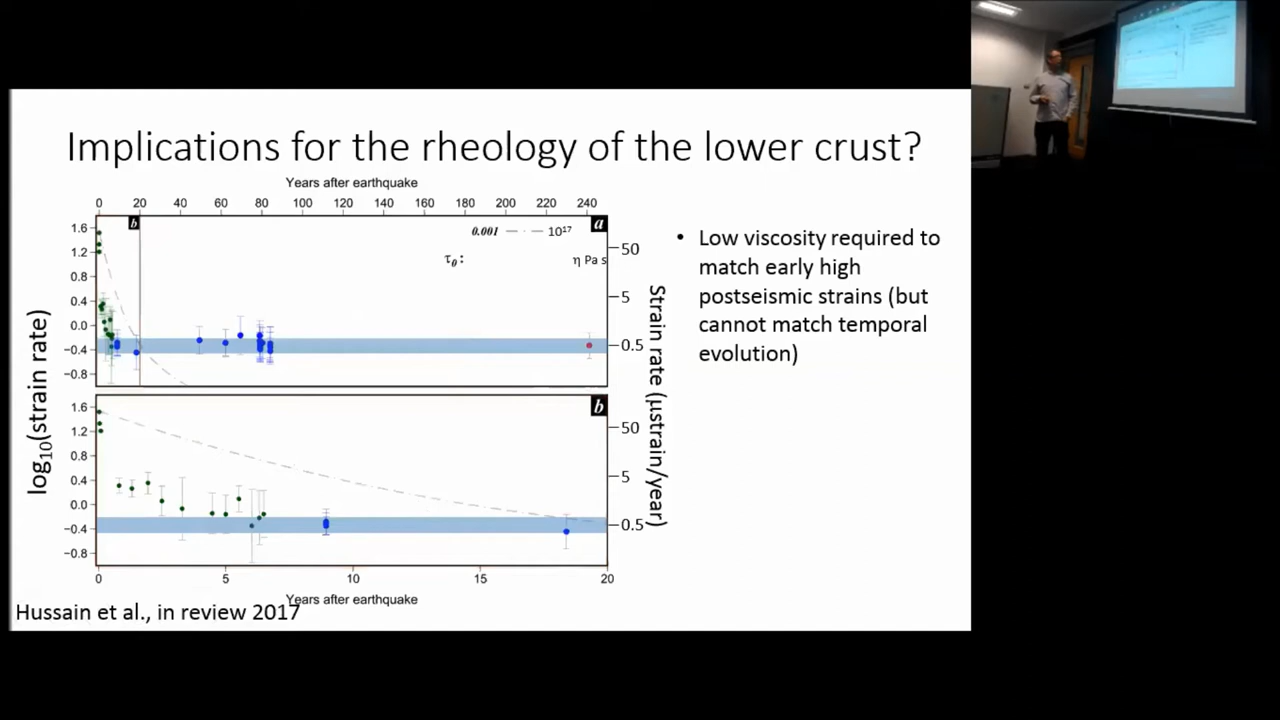 Implications for the rheology of the lower crust?
Years after earthquake
0 20 40 60 80 100 120 140 160 180 200 220 240
b
a
0.001 10¹⁷
τ₀: η Pa s
1.6
1.2
0.8
0.4
0.0
−0.4
−0.8
50
5
0.5
b
1.6
1.2
0.8
0.4
0.0
−0.4
−0.8
50
5
0.5
log₁₀(strain rate)
Strain rate (μstrain/year)
0 5 10 15 20
Years after earthquake
Hussain et al., in review 2017
• Low viscosity required to
match early high
postseismic strains (but
cannot match temporal
evolution)